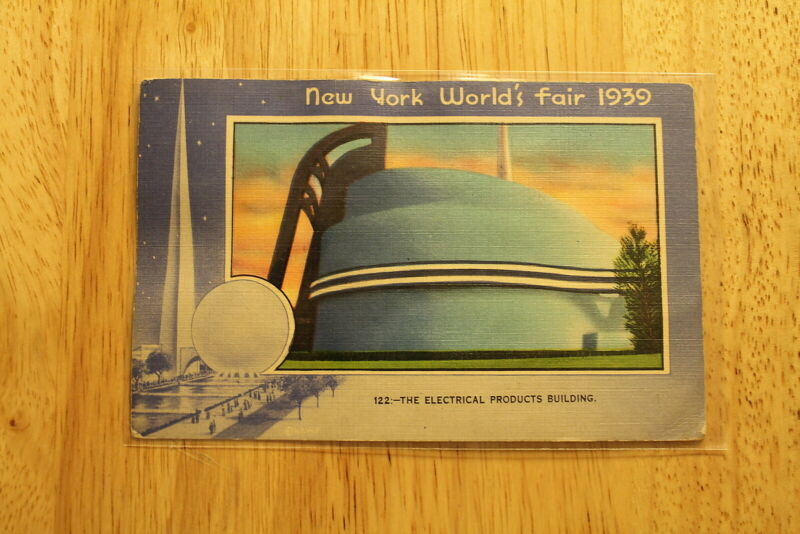 New York World's Fair 1939
122:—THE ELECTRICAL PRODUCTS BUILDING.